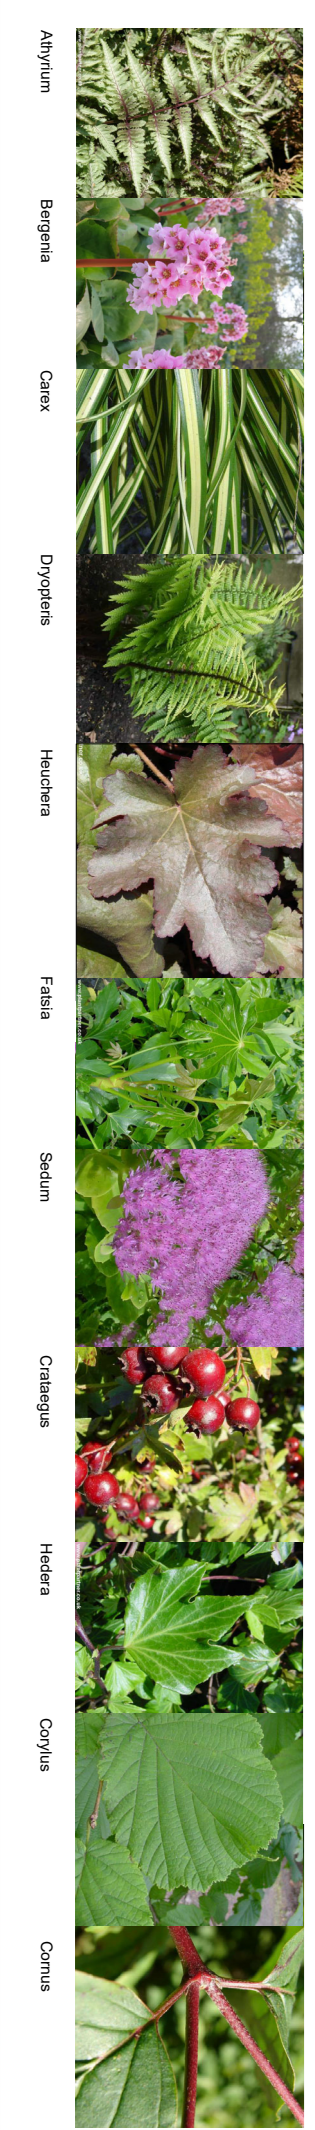 Athyrium
Bergenia
Carex
Dryopteris
Heuchera
Fatsia
Sedum
Crataegus
Hedera
Corylus
Cornus